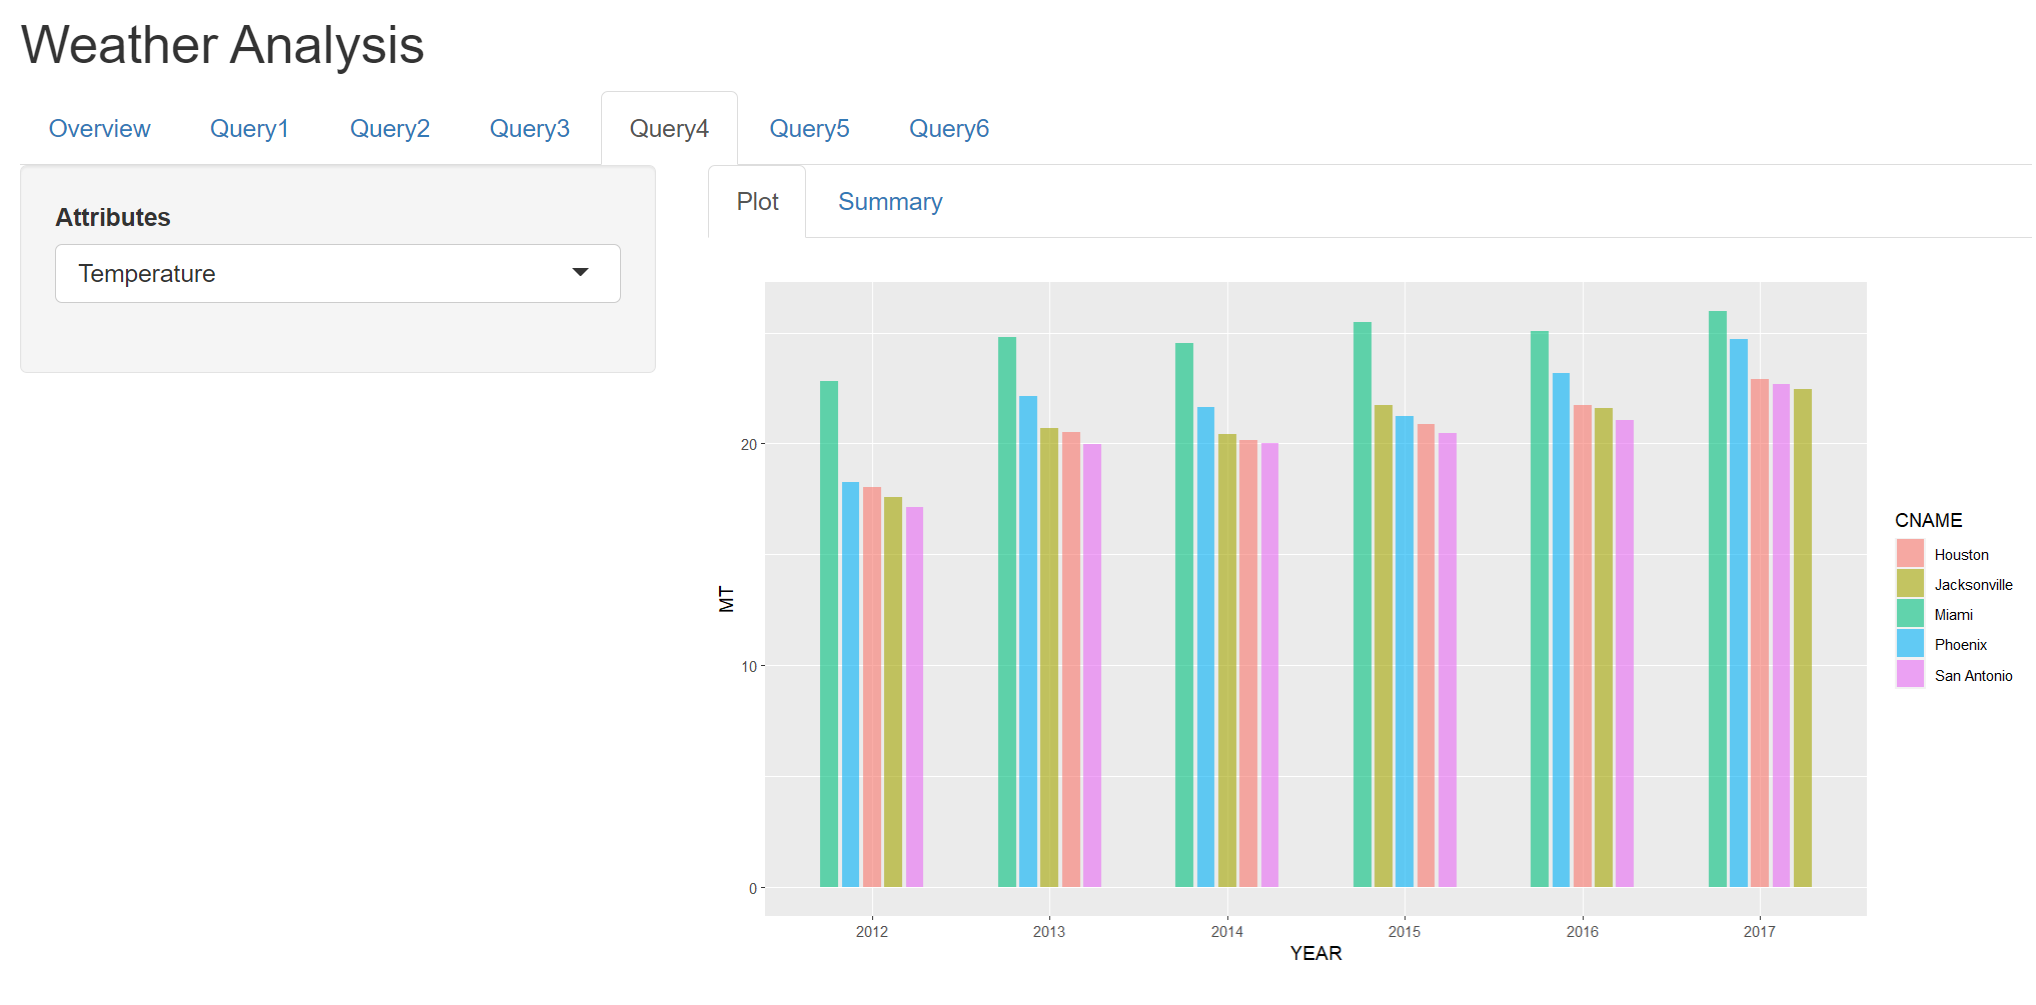 Weather Analysis
Overview Query1 Query2 Query3 Query4 Query5 Query6
Attributes
Temperature
Plot Summary
MT
20
10
0
2012 2013 2014 2015 2016 2017
YEAR
CNAME
Houston
Jacksonville
Miami
Phoenix
San Antonio